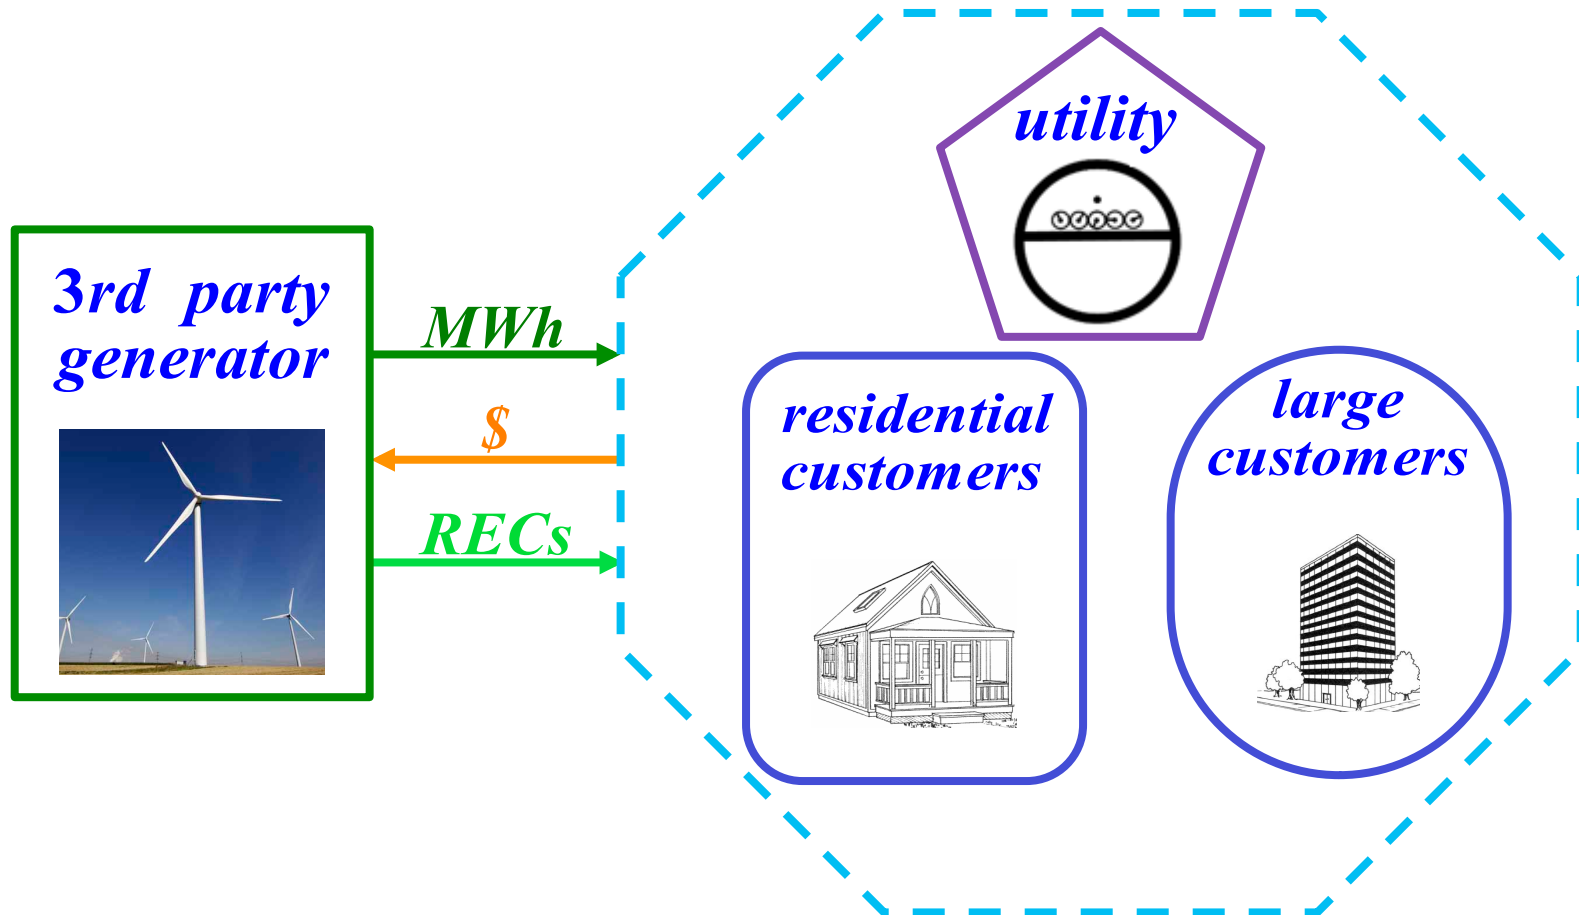 3rd party
generator
MWh
$
RECs
utility
residential
customers
large
customers